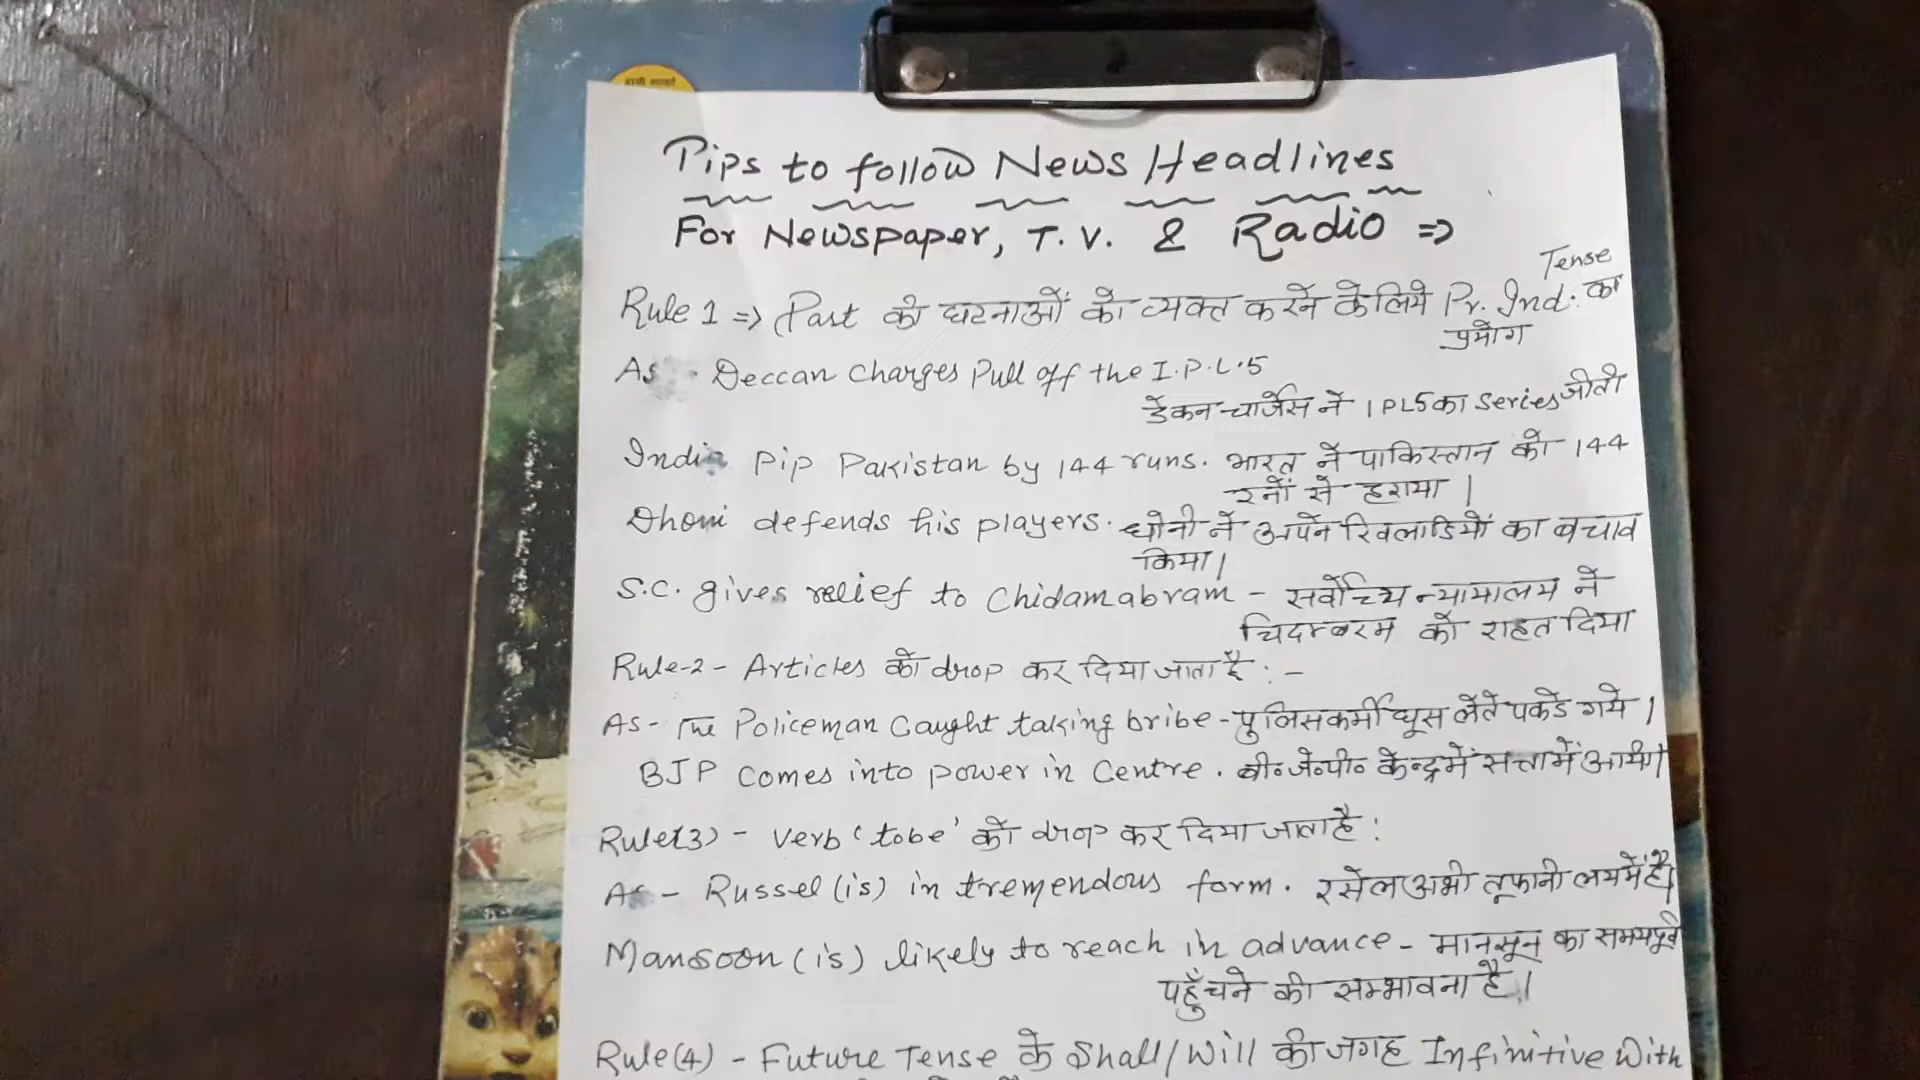 हाथी मार्का
Tips to follow News Headlines
For Newspaper, T.V. & Radio =>
Tense
Rule 1 => Past की घटनाओं को व्यक्त करने के लिये Pr. Ind. का
प्रयोग
As - Deccan Charges Pull off the I.P.L.5
डेकन चार्जेस ने IPL5 का Series जीती
India Pip Pakistan by 144 runs. भारत ने पाकिस्तान को 144
रनों से हराया |
Dhoni defends his players. धोनी ने अपने खिलाडियों का बचाव
किया |
S.C. gives relief to Chidamabram - सर्वोच्य न्यायालय ने
चिदम्बरम को राहत दिया
Rule-2 - Articles को drop कर दिया जाता है : -
As - The Policeman Caught taking bribe - पुलिसकर्मी घूस लेते पकडे गये |
BJP Comes into power in Centre. बी॰जे॰पी॰ केन्द्र में सत्ता में आयी |
Rule(3) - Verb 'to be' को drop कर दिया जाता है :
As - Russel (is) in tremendous form. रसेल अभी तूफानी लय में है |
Mansoon (is) likely to reach in advance - मानसून का समयपूर्व
पहुँचने की सम्भावना है |
Rule(4) - Future Tense के Shall/Will की जगह Infinitive With